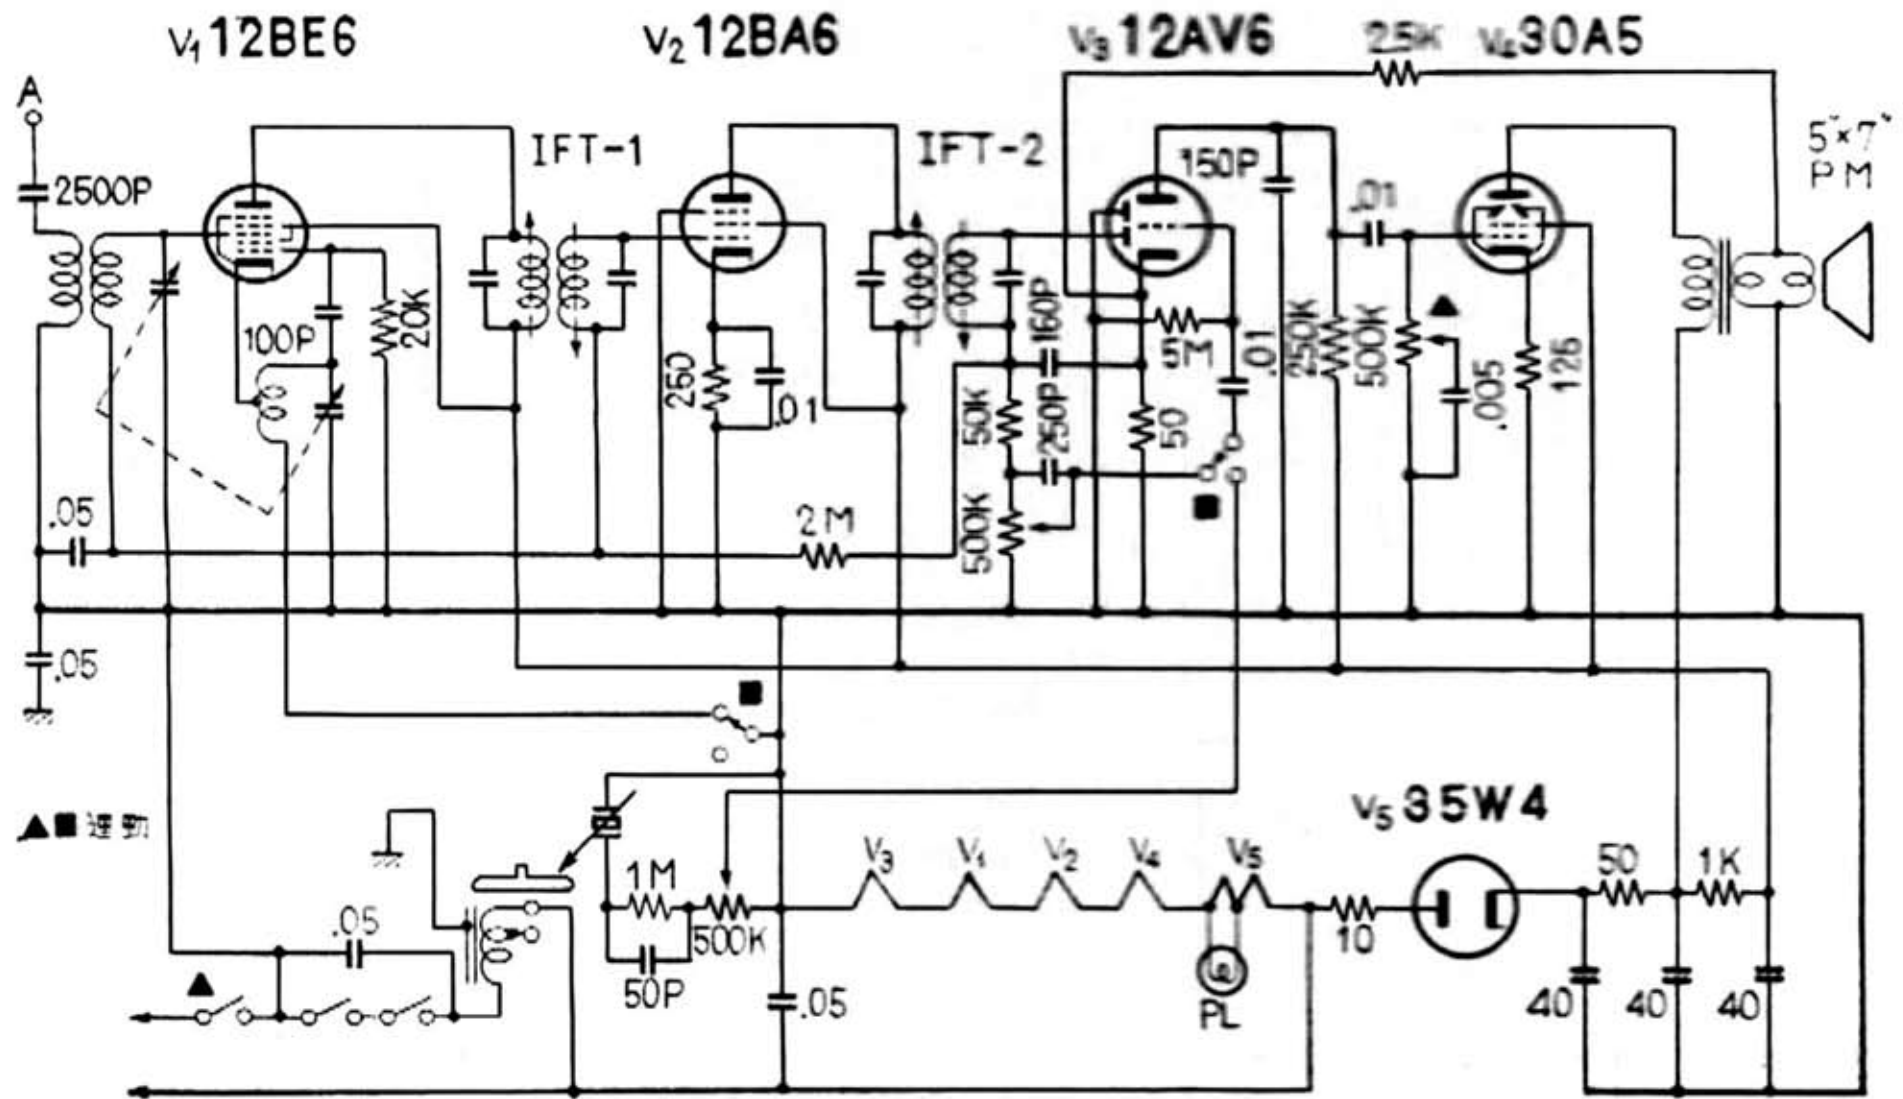 V₁ 12BE6
V₂ 12BA6
V₃ 12AV6
25K
V₄ 30A5
A
IFT-1
IFT-2
5"×7"
PM
2500P
150P
.01
100P
20K
250
.01
160P
5M
.01
250K
500K
.005
125
50K
250P
50
.05
2M
500K
■
▲
.05
■
▲■連動
V₅ 35W4
V₃
V₁
V₂
V₄
V₅
50
1K
1M
500K
50P
.05
10
▲
.05
PL
40
40
40